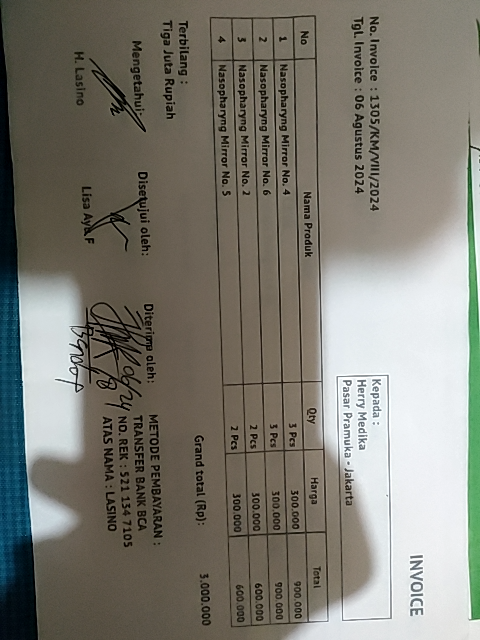 INVOICE
No. Invoice : 1305/KM/VIII/2024
Tgl. Invoice : 06 Agustus 2024
Kepada :
Herry Medika
Pasar Pramuka - Jakarta
No Nama Produk Qty Harga Total
1 Nasopharyng Mirror No. 4 3 Pcs 300.000 900.000
2 Nasopharyng Mirror No. 6 3 Pcs 300.000 900.000
3 Nasopharyng Mirror No. 2 2 Pcs 300.000 600.000
4 Nasopharyng Mirror No. 5 2 Pcs 300.000 600.000
Grand total (Rp): 3.000.000
Terbilang :
Tiga Juta Rupiah
Mengetahui: Disetujui oleh: Diterima oleh:
H. Lasino Lisa Ayu F
METODE PEMBAYARAN :
TRANSFER BANK BCA
NO. REK : 521 134 7105
ATAS NAMA : LASINO